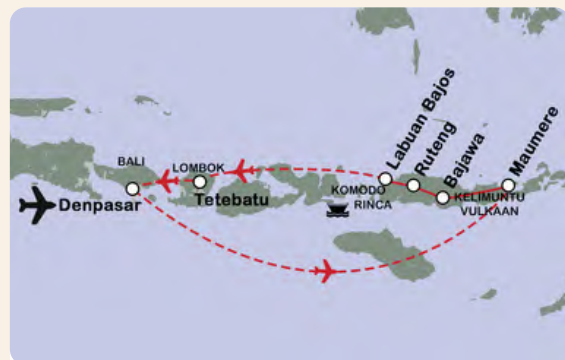 Labuan Bajos
Ruteng
Bajawa
Maumere
BALI
LOMBOK
Tetebatu
Denpasar
KOMODO
RINCA
KELIMUNTU
VULKAAN